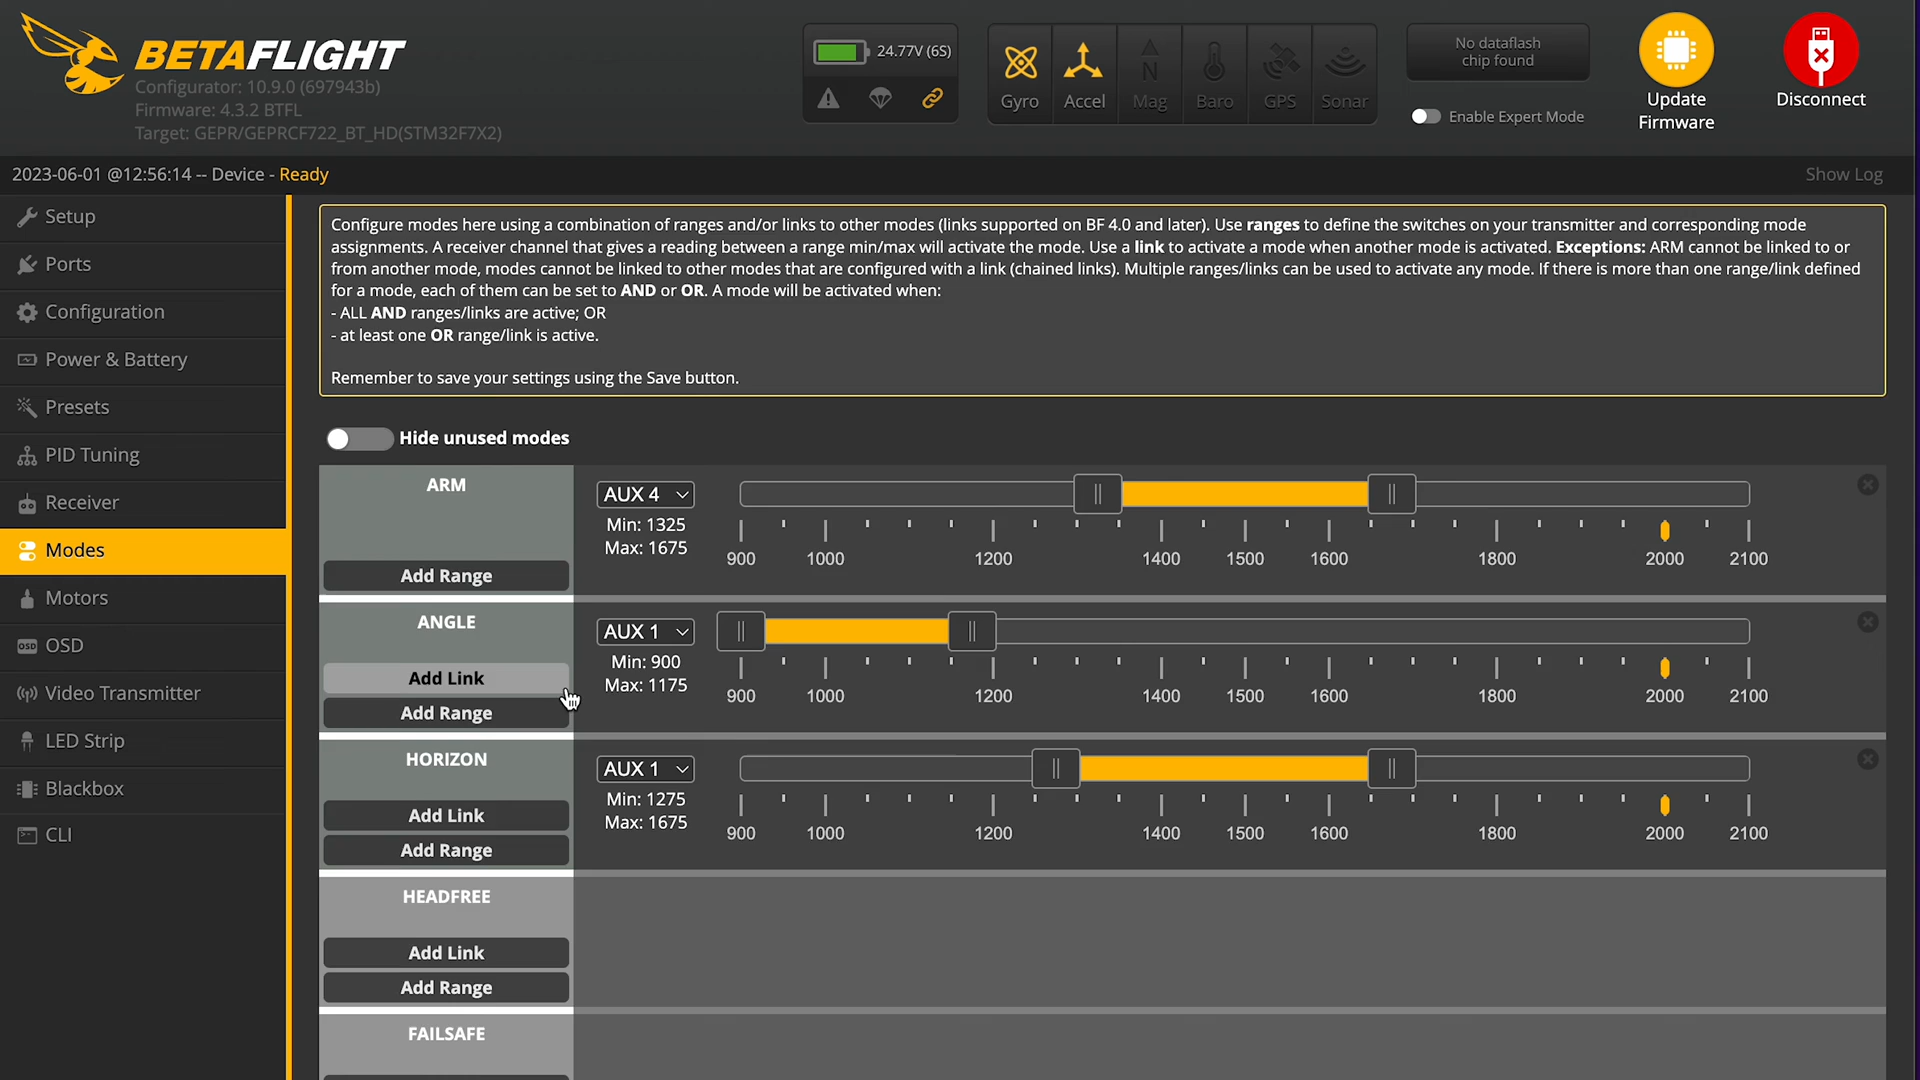 BETAFLIGHT
Configurator: 10.9.0 (697943b)
Firmware: 4.3.2 BTFL
Target: GEPR/GEPRCF722_BT_HD(STM32F7X2)
24.77V (6S)
Gyro
Accel
Mag
Baro
GPS
Sonar
No dataflash
chip found
Enable Expert Mode
Update
Firmware
Disconnect
2023-06-01 @12:56:14 -- Device - Ready
Show Log
Setup
Ports
Configuration
Power & Battery
Presets
PID Tuning
Receiver
Modes
Motors
OSD
Video Transmitter
LED Strip
Blackbox
CLI
Configure modes here using a combination of ranges and/or links to other modes (links supported on BF 4.0 and later). Use ranges to define the switches on your transmitter and corresponding mode
assignments. A receiver channel that gives a reading between a range min/max will activate the mode. Use a link to activate a mode when another mode is activated. Exceptions: ARM cannot be linked to or
from another mode, modes cannot be linked to other modes that are configured with a link (chained links). Multiple ranges/links can be used to activate any mode. If there is more than one range/link defined
for a mode, each of them can be set to AND or OR. A mode will be activated when:
- ALL AND ranges/links are active; OR
- at least one OR range/link is active.
Remember to save your settings using the Save button.
Hide unused modes
ARM
Add Range
AUX 4
Min: 1325
Max: 1675
900 1000 1200 1400 1500 1600 1800 2000 2100
ANGLE
Add Link
Add Range
AUX 1
Min: 900
Max: 1175
900 1000 1200 1400 1500 1600 1800 2000 2100
HORIZON
Add Link
Add Range
AUX 1
Min: 1275
Max: 1675
900 1000 1200 1400 1500 1600 1800 2000 2100
HEADFREE
Add Link
Add Range
FAILSAFE